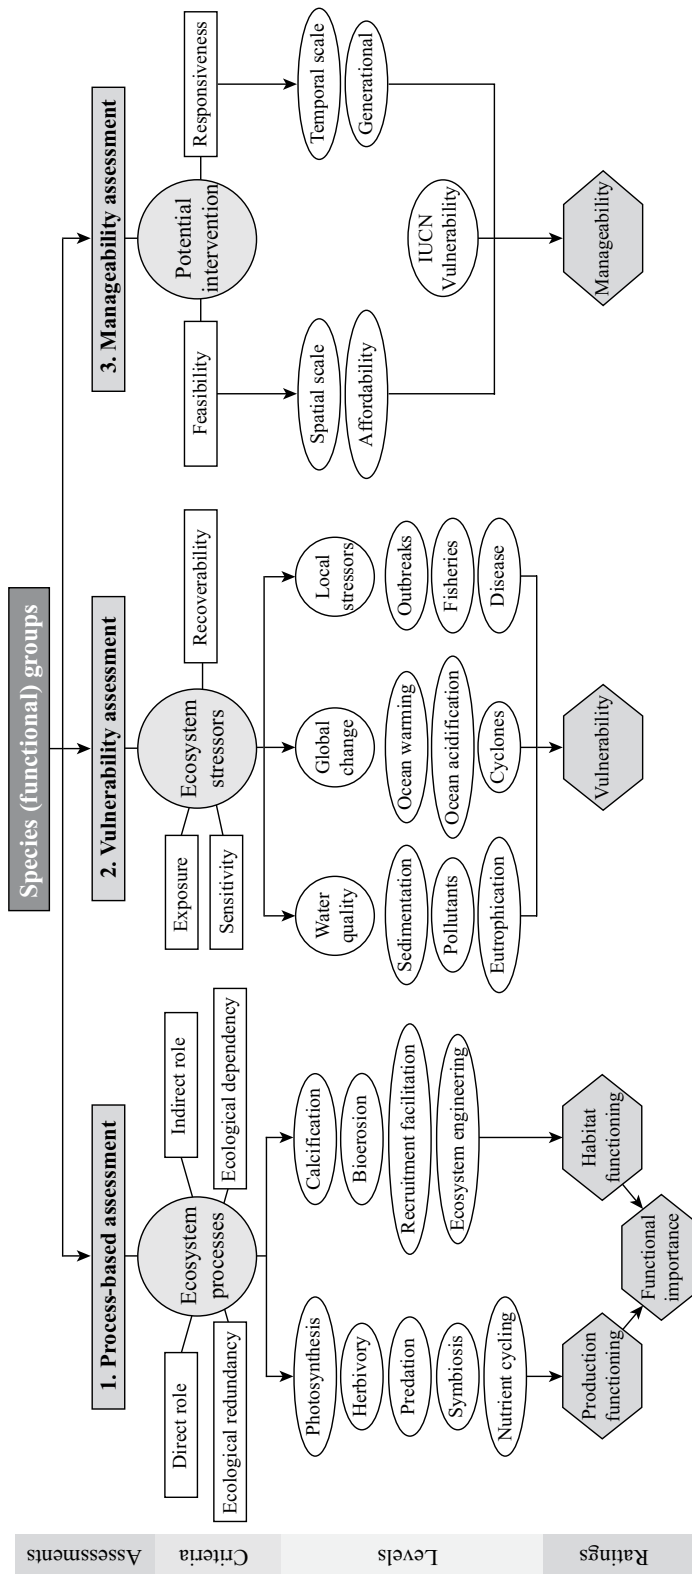 Species (functional) groups
Assessments
1. Process-based assessment
2. Vulnerability assessment
3. Manageability assessment
Criteria
Direct role
Indirect role
Ecosystem
processes
Ecological redundancy
Ecological dependency
Exposure
Sensitivity
Ecosystem
stressors
Recoverability
Feasibility
Potential
intervention
Responsiveness
Levels
Photosynthesis
Herbivory
Predation
Symbiosis
Nutrient cycling
Calcification
Bioerosion
Recruitment facilitation
Ecosystem engineering
Water
quality
Sedimentation
Pollutants
Eutrophication
Global
change
Ocean warming
Ocean acidification
Cyclones
Local
stressors
Outbreaks
Fisheries
Disease
Spatial scale
Affordability
Temporal scale
Generational
IUCN
Vulnerability
Ratings
Production
functioning
Habitat
functioning
Functional
importance
Vulnerability
Manageability